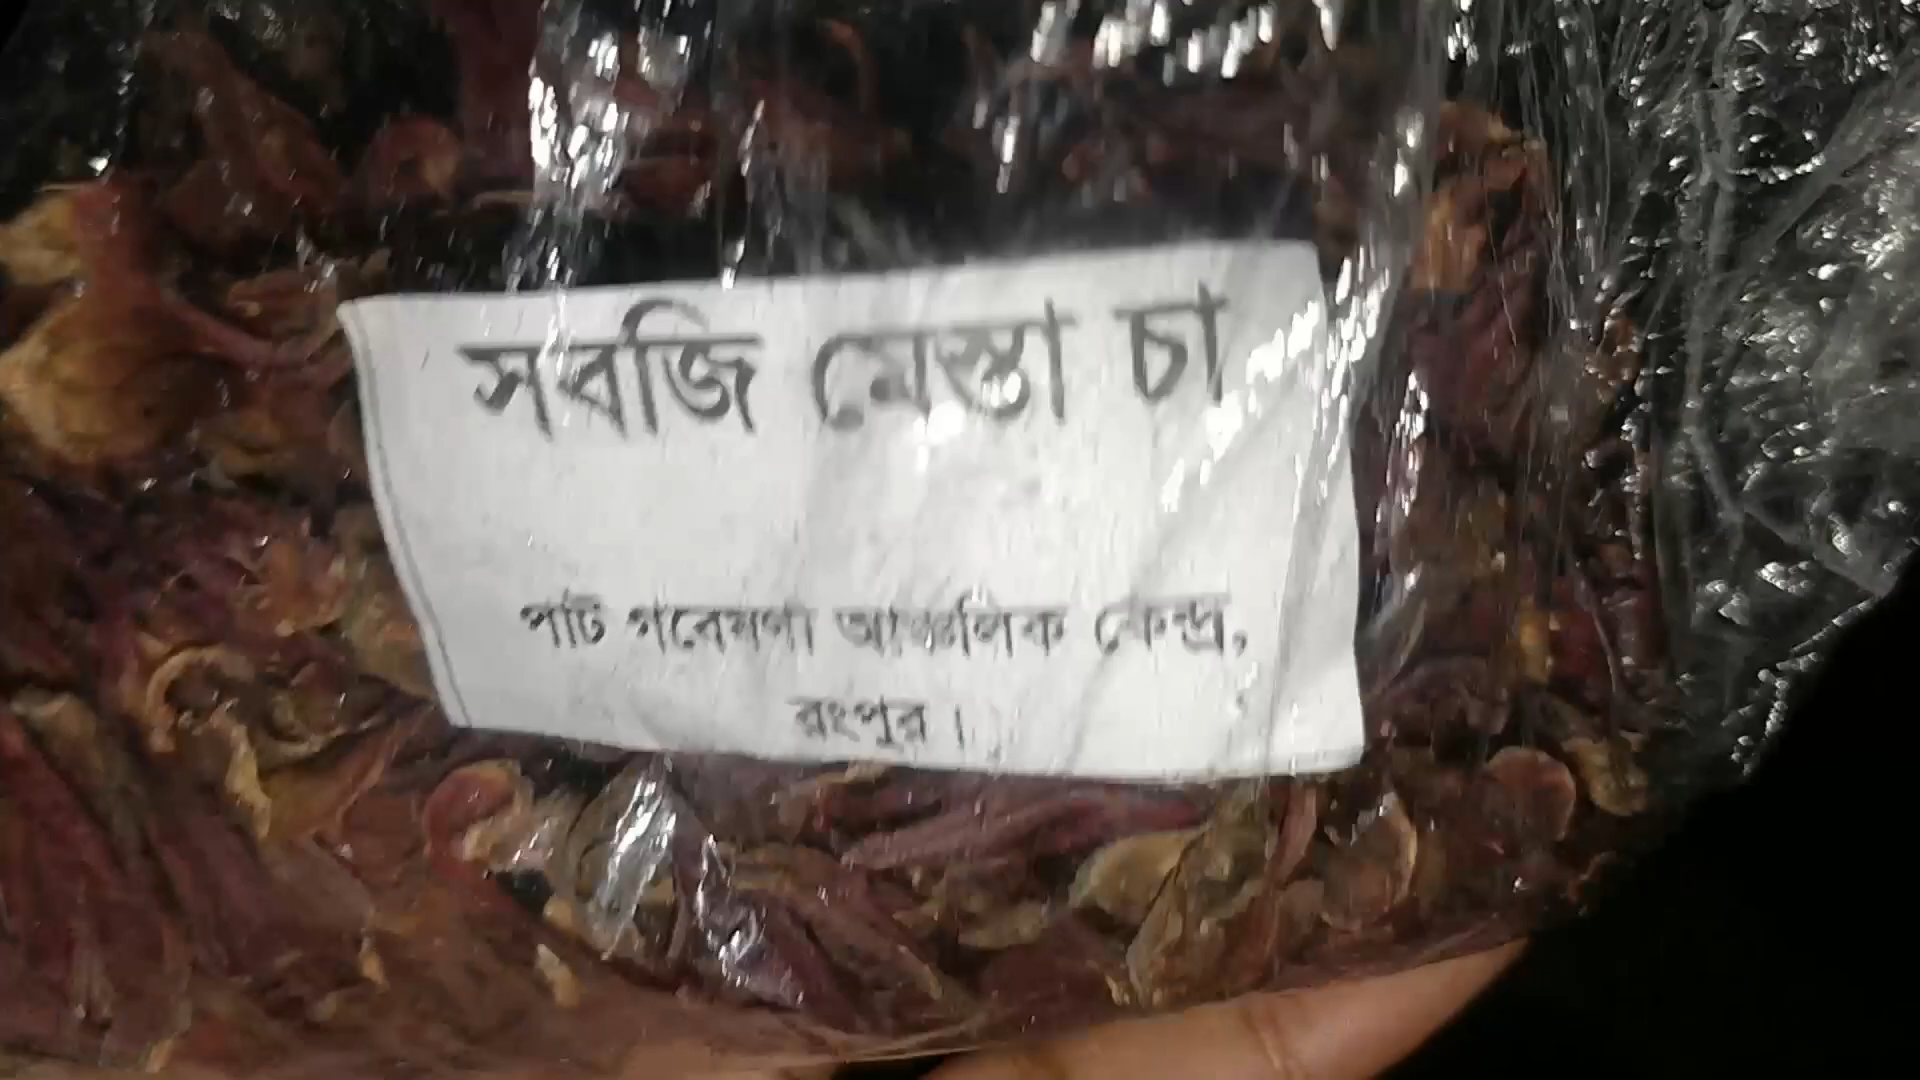 সবজি মেস্তা চা
পাট গবেষণা আঞ্চলিক কেন্দ্র,
রংপুর।